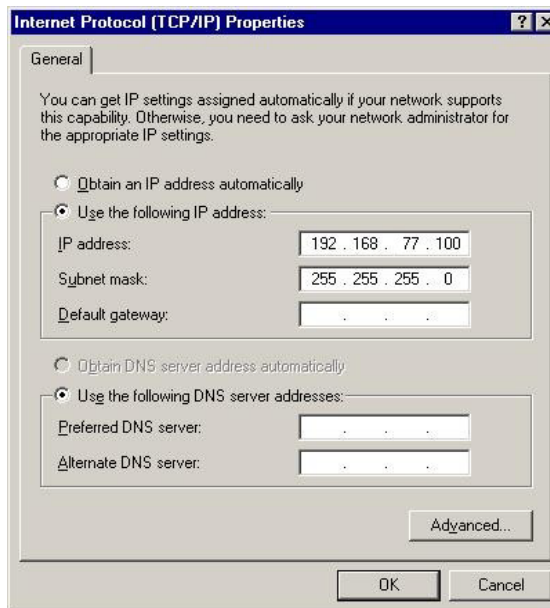 Internet Protocol (TCP/IP) Properties
General
You can get IP settings assigned automatically if your network supports
this capability. Otherwise, you need to ask your network administrator for
the appropriate IP settings.
Obtain an IP address automatically
Use the following IP address:
IP address: 192 . 168 . 77 . 100
Subnet mask: 255 . 255 . 255 . 0
Default gateway: . . .
Obtain DNS server address automatically
Use the following DNS server addresses:
Preferred DNS server: . . .
Alternate DNS server: . . .
Advanced...
OK Cancel